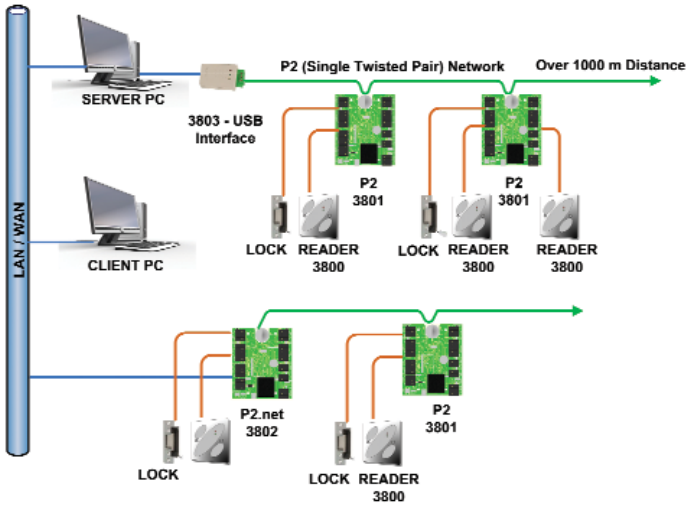 P2 (Single Twisted Pair) Network
Over 1000 m Distance
SERVER PC
3803 - USB
Interface
P2
3801
P2
3801
LOCK
READER
3800
LOCK
READER
3800
READER
3800
LAN / WAN
CLIENT PC
P2.net
3802
P2
3801
LOCK
LOCK
READER
3800